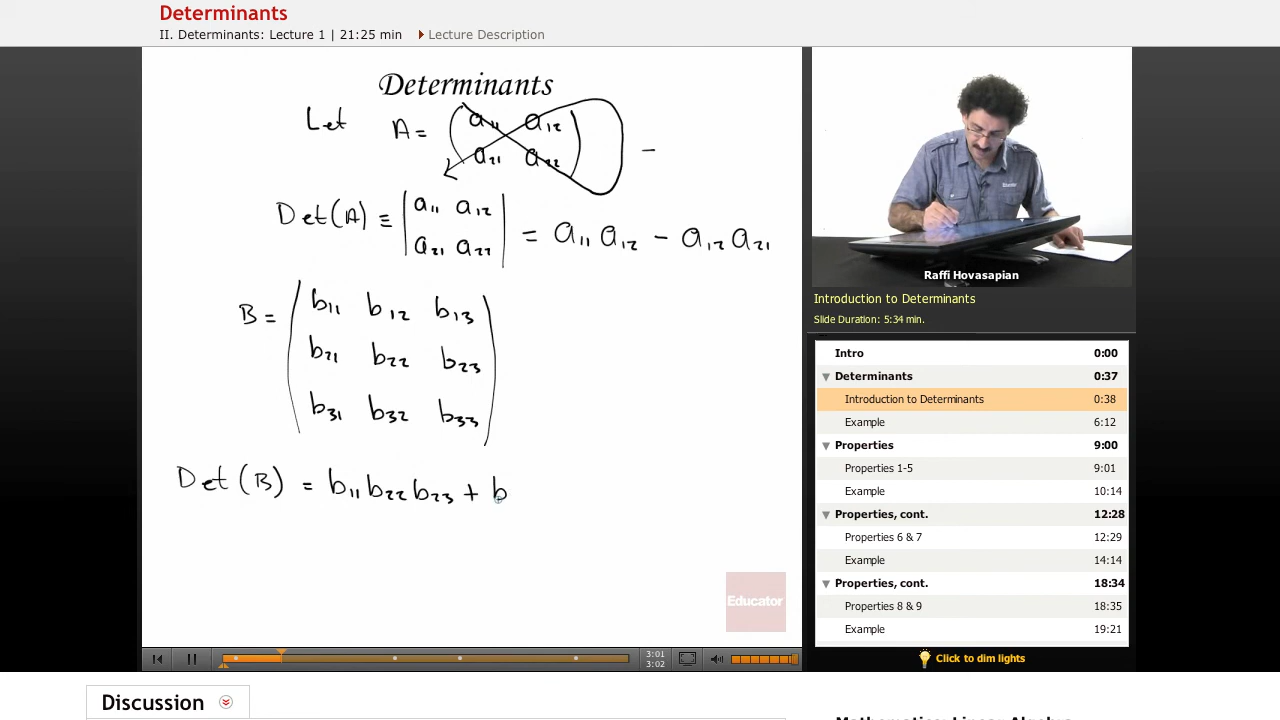 Determinants
II. Determinants: Lecture 1 | 21:25 min Lecture Description
Determinants
Let A = a11 a12
a21 a22 –
Det(A) ≡ a11 a12
a21 a22 = a11 a12 – a12 a21
B = b11 b12 b13
b21 b22 b23
b31 b32 b33
Det(B) = b11 b22 b23 + b
Educator
Raffi Hovasapian
Introduction to Determinants
Slide Duration: 5:34 min.
Intro 0:00
Determinants 0:37
Introduction to Determinants 0:38
Example 6:12
Properties 9:00
Properties 1-5 9:01
Example 10:14
Properties, cont. 12:28
Properties 6 & 7 12:29
Example 14:14
Properties, cont. 18:34
Properties 8 & 9 18:35
Example 19:21
3:01
3:02
Click to dim lights
Discussion
Mathematics: Linear Algebra